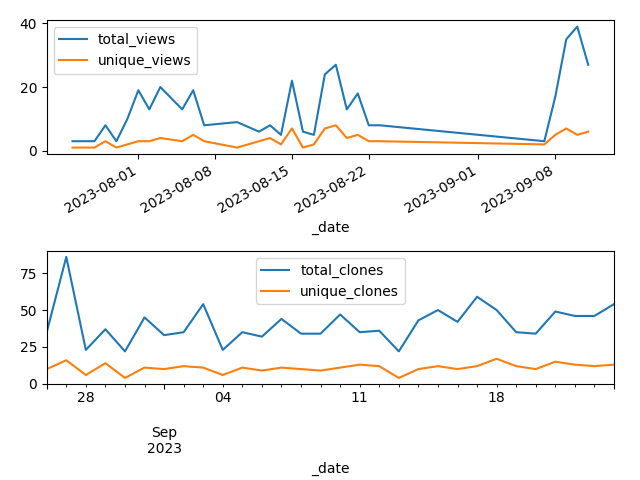 40
20
0
total_views
unique_views
2023-08-01
2023-08-08
2023-08-15
2023-08-22
2023-09-01
2023-09-08
_date
75
50
25
0
total_clones
unique_clones
28
04
11
18
Sep
2023
_date